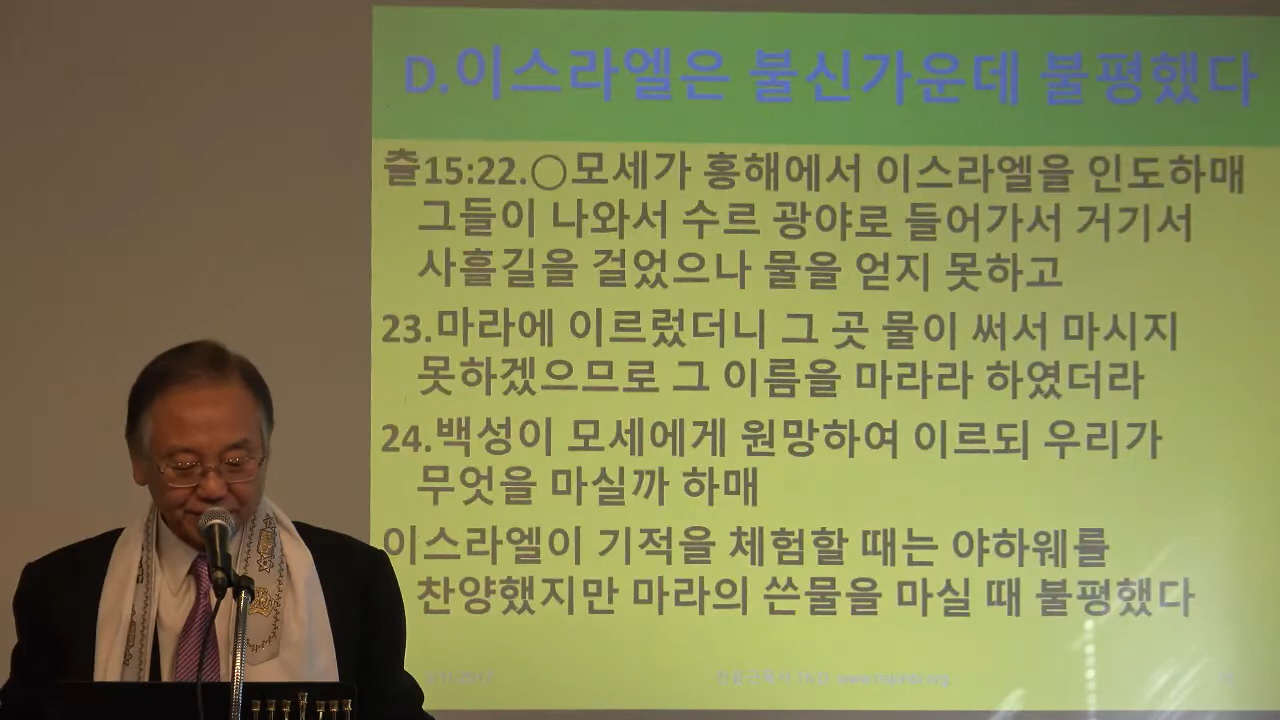 D.이스라엘은 불신가운데 불평했다
출15:22.○모세가 홍해에서 이스라엘을 인도하매
그들이 나와서 수르 광야로 들어가서 거기서
사흘길을 걸었으나 물을 얻지 못하고
23.마라에 이르렀더니 그 곳 물이 써서 마시지
못하겠으므로 그 이름을 마라라 하였더라
24.백성이 모세에게 원망하여 이르되 우리가
무엇을 마실까 하매
이스라엘이 기적을 체험할 때는 야하웨를
찬양했지만 마라의 쓴물을 마실 때 불평했다